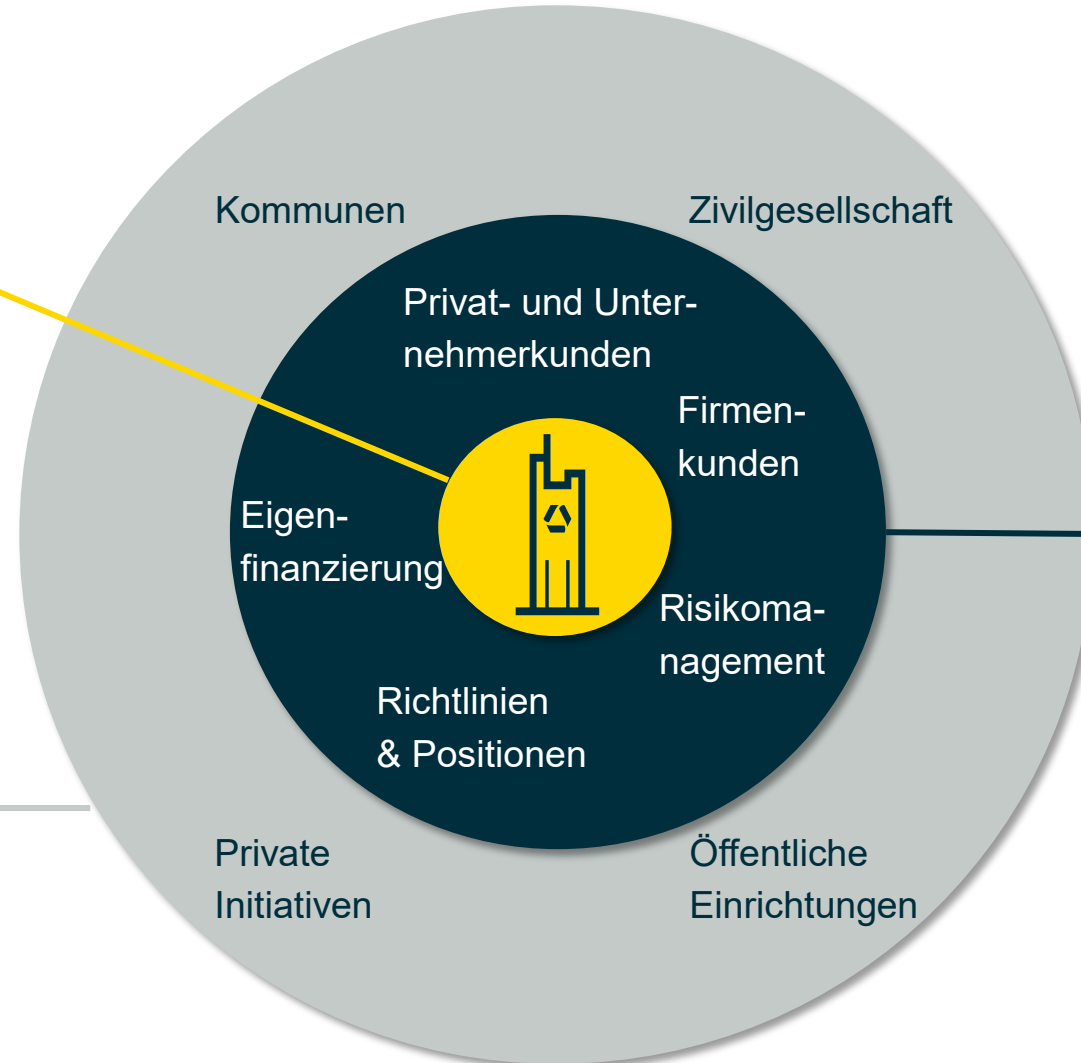 Kommunen
Zivilgesellschaft
Privat- und Unter-
nehmerkunden
Firmen-
kunden
Eigen-
finanzierung
Risikoma-
nagement
Richtlinien
& Positionen
Private
Initiativen
Öffentliche
Einrichtungen